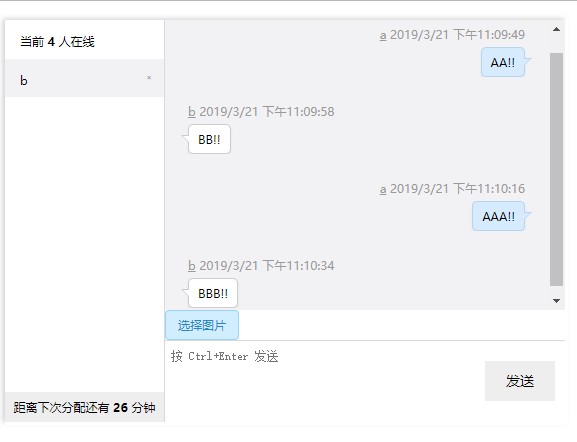 当前 4 人在线
b ×
a 2019/3/21 下午11:09:49
AA!!
b 2019/3/21 下午11:09:58
BB!!
a 2019/3/21 下午11:10:16
AAA!!
b 2019/3/21 下午11:10:34
BBB!!
选择图片
按 Ctrl+Enter 发送
发送
距离下次分配还有 26 分钟